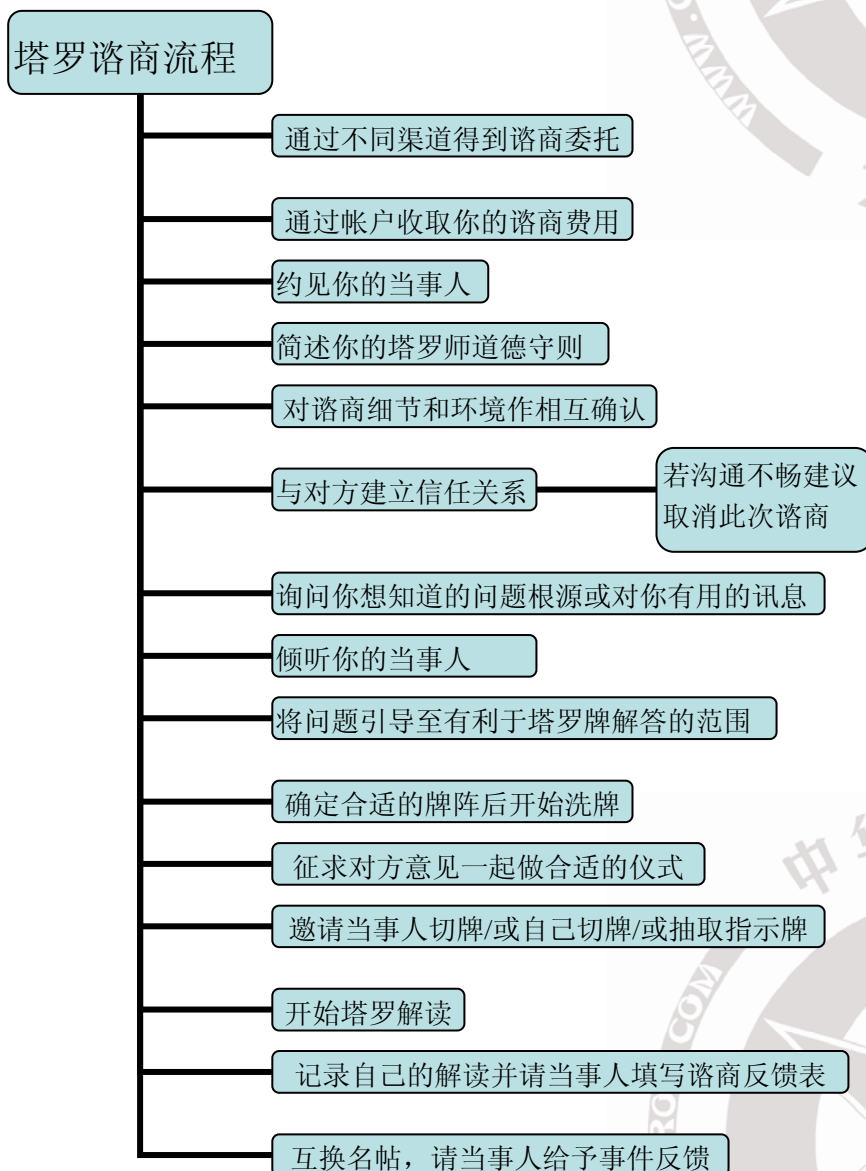 塔罗谘商流程
通过不同渠道得到谘商委托
通过帐户收取你的谘商费用
约见你的当事人
简述你的塔罗师道德守则
对谘商细节和环境作相互确认
与对方建立信任关系
若沟通不畅建议
取消此次谘商
询问你想知道的问题根源或对你有用的讯息
倾听你的当事人
将问题引导至有利于塔罗牌解答的范围
确定合适的牌阵后开始洗牌
征求对方意见一起做合适的仪式
邀请当事人切牌/或自己切牌/或抽取指示牌
开始塔罗解读
记录自己的解读并请当事人填写谘商反馈表
互换名帖，请当事人给予事件反馈